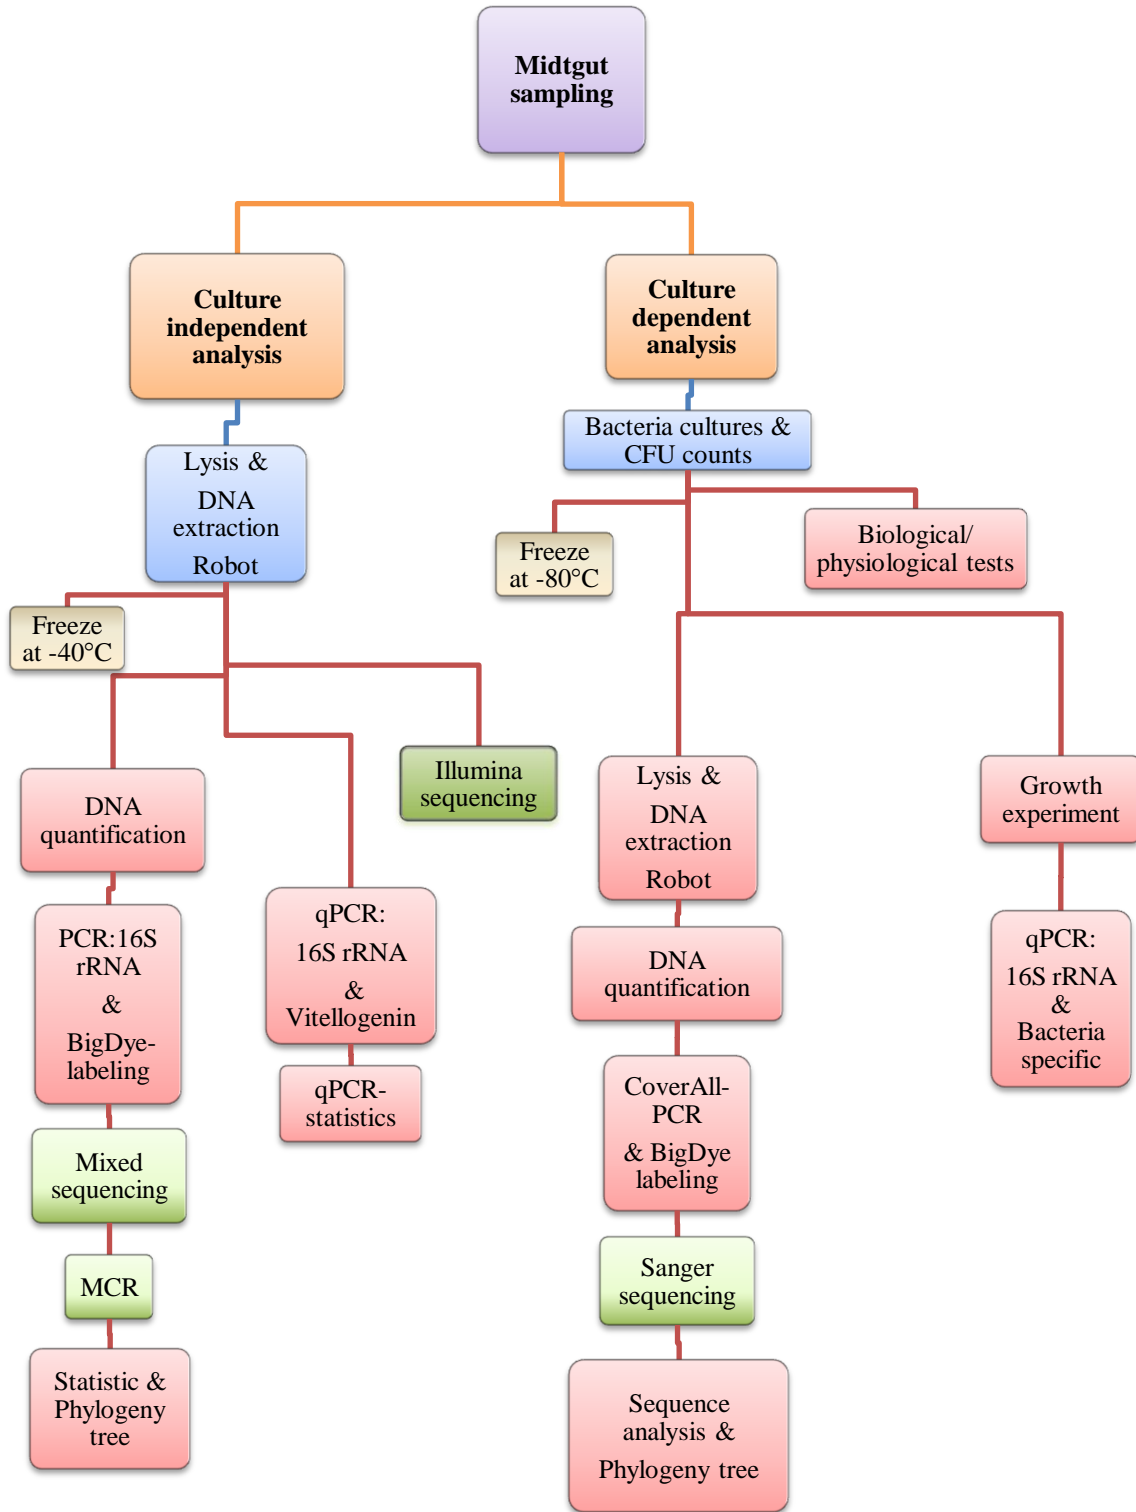 Midtgut
sampling
Culture
independent
analysis
Culture
dependent
analysis
Lysis &
DNA
extraction
Robot
Bacteria cultures &
CFU counts
Freeze
at -40°C
Freeze
at -80°C
Biological/
physiological tests
DNA
quantification
Illumina
sequencing
Lysis &
DNA
extraction
Robot
Growth
experiment
PCR:16S
rRNA
&
BigDye-
labeling
qPCR:
16S rRNA
&
Vitellogenin
DNA
quantification
qPCR:
16S rRNA
&
Bacteria
specific
qPCR-
statistics
CoverAll-
PCR
& BigDye
labeling
Mixed
sequencing
MCR
Sanger
sequencing
Statistic &
Phylogeny
tree
Sequence
analysis &
Phylogeny tree